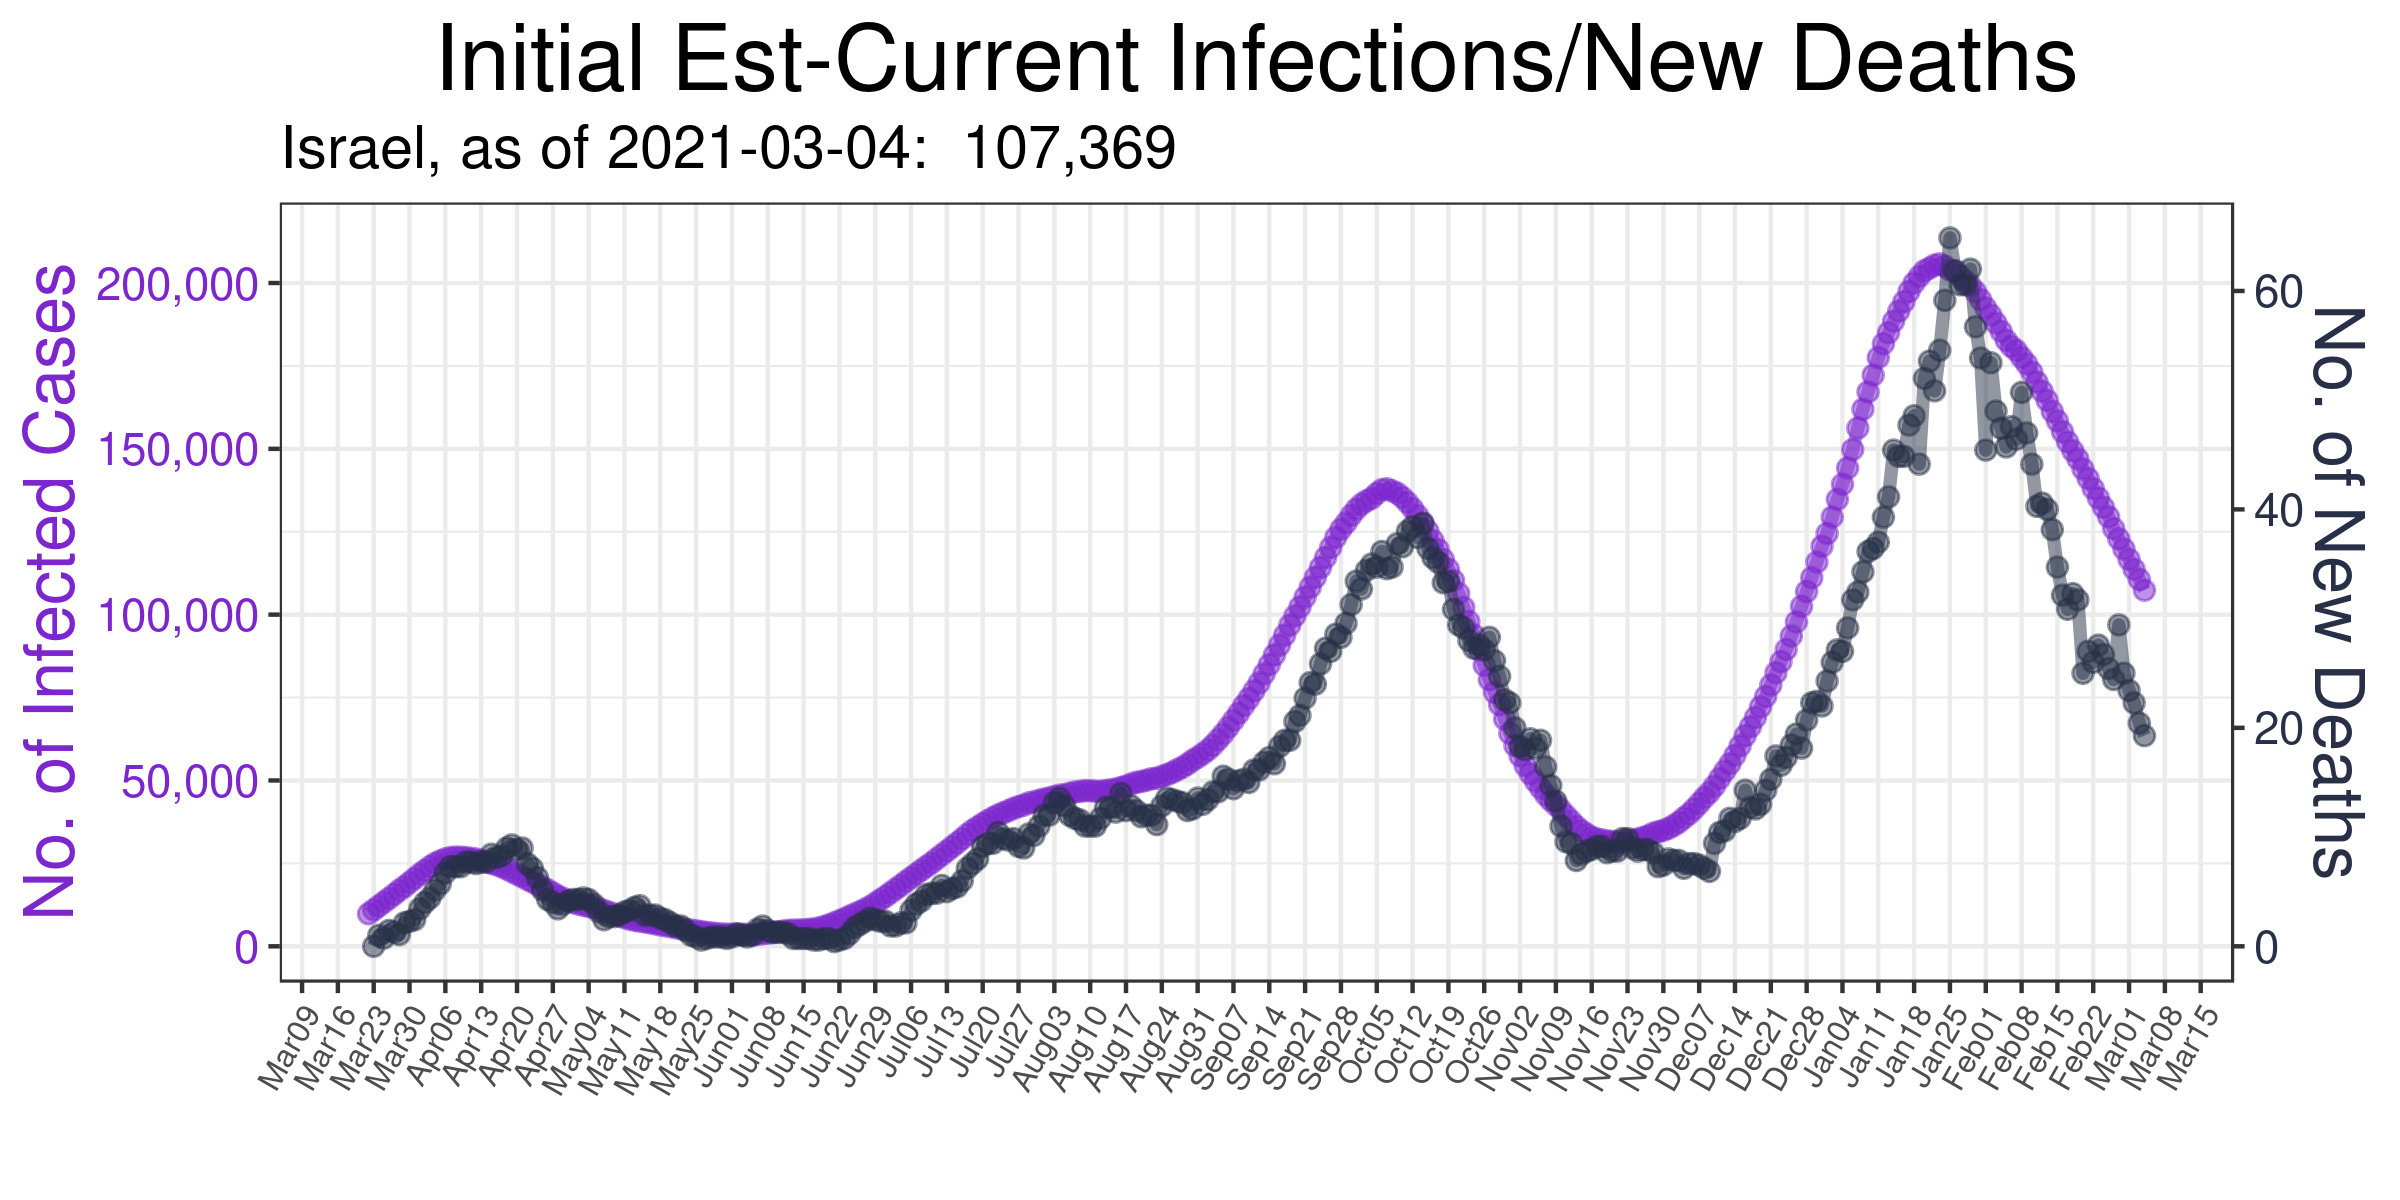 Initial Est-Current Infections/New Deaths
Israel, as of 2021-03-04:  107,369
No. of Infected Cases
200,000
150,000
100,000
50,000
0
60
40
20
0
No. of New Deaths
Mar09
Mar16
Mar23
Mar30
Apr06
Apr13
Apr20
Apr27
May04
May11
May18
May25
Jun01
Jun08
Jun15
Jun22
Jun29
Jul06
Jul13
Jul20
Jul27
Aug03
Aug10
Aug17
Aug24
Aug31
Sep07
Sep14
Sep21
Sep28
Oct05
Oct12
Oct19
Oct26
Nov02
Nov09
Nov16
Nov23
Nov30
Dec07
Dec14
Dec21
Dec28
Jan04
Jan11
Jan18
Jan25
Feb01
Feb08
Feb15
Feb22
Mar01
Mar08
Mar15